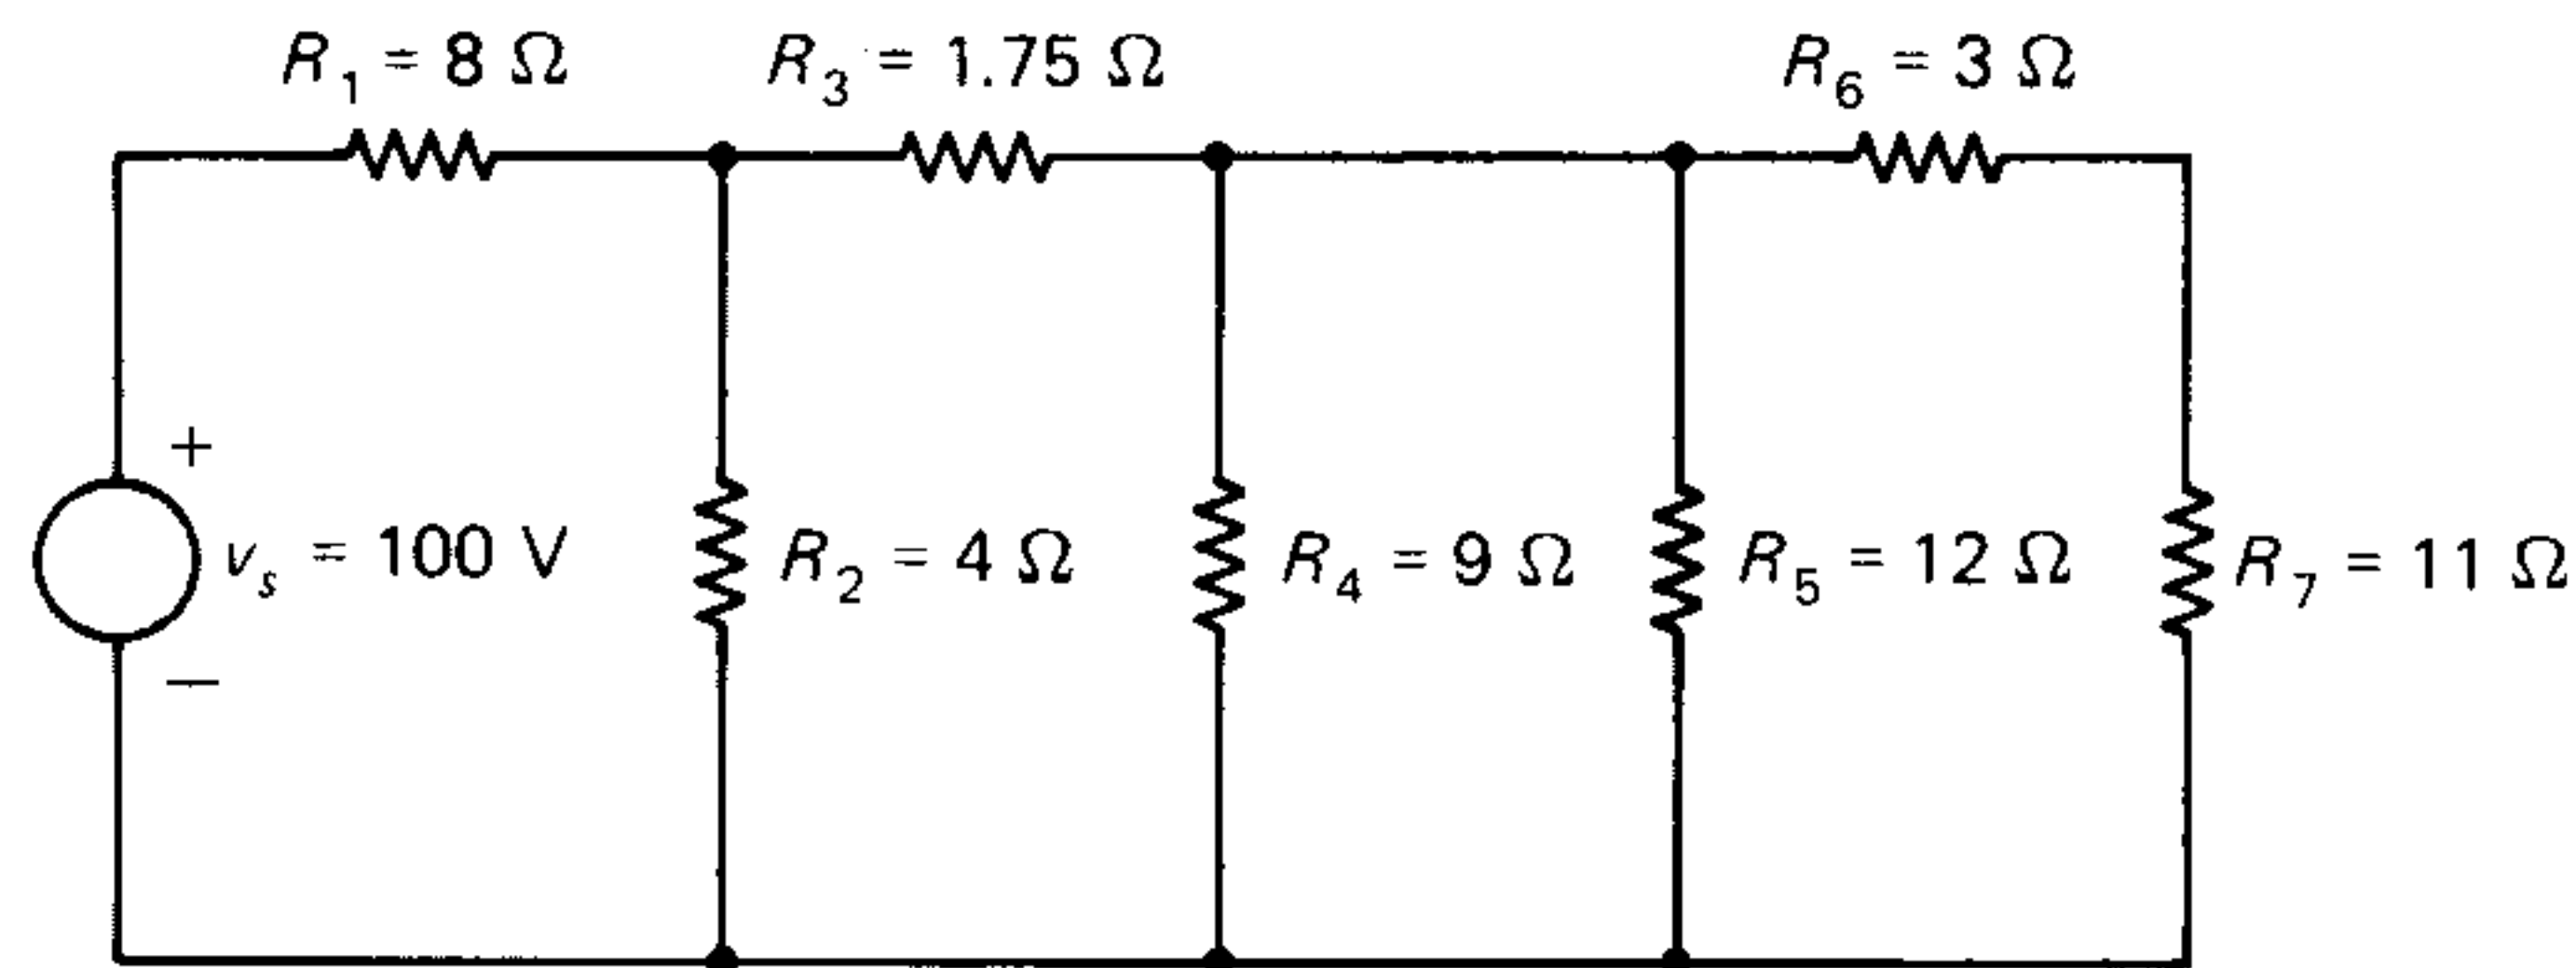 R₁ = 8 Ω
R₃ = 1.75 Ω
R₆ = 3 Ω
+
vₛ = 100 V
R₂ = 4 Ω
R₄ = 9 Ω
R₅ = 12 Ω
R₇ = 11 Ω
−